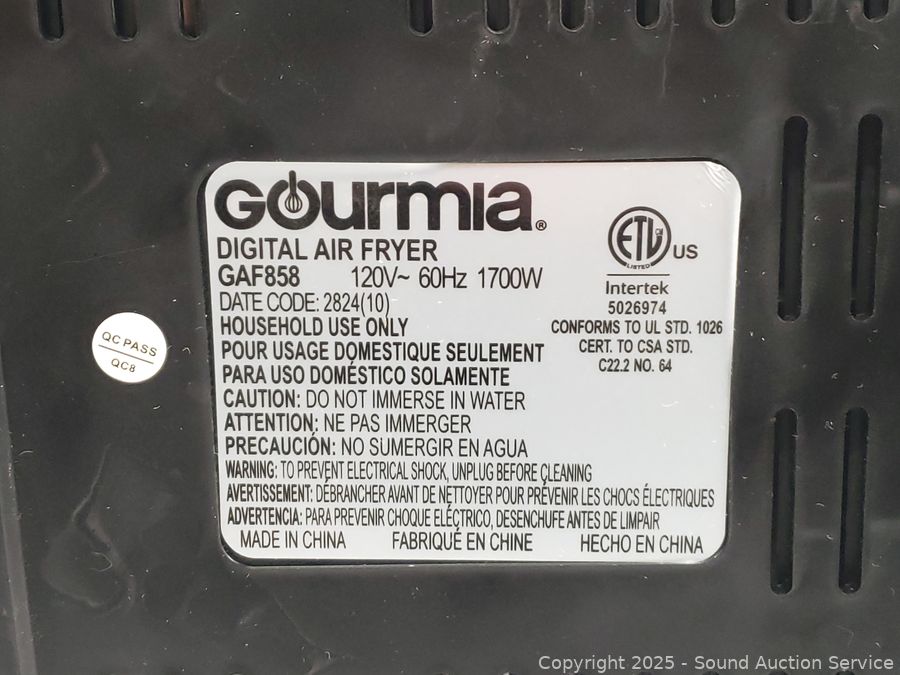 GOurmia®
DIGITAL AIR FRYER
GAF858 120V~ 60Hz 1700W
DATE CODE: 2824(10)
HOUSEHOLD USE ONLY
POUR USAGE DOMESTIQUE SEULEMENT
PARA USO DOMÉSTICO SOLAMENTE
CAUTION: DO NOT IMMERSE IN WATER
ATTENTION: NE PAS IMMERGER
PRECAUCIÓN: NO SUMERGIR EN AGUA
WARNING: TO PREVENT ELECTRICAL SHOCK, UNPLUG BEFORE CLEANING
AVERTISSEMENT: DÉBRANCHER AVANT DE NETTOYER POUR PRÉVENIR LES CHOCS ÉLECTRIQUES
ADVERTENCIA: PARA PREVENIR CHOQUE ELÉCTRICO, DESENCHUFE ANTES DE LIMPAIR
MADE IN CHINA FABRIQUÉ EN CHINE HECHO EN CHINA
ETL CM US
LISTED
Intertek
5026974
CONFORMS TO UL STD. 1026
CERT. TO CSA STD.
C22.2 NO. 64
QC PASS
QC8
Copyright © 2025 - Sound Auction Service